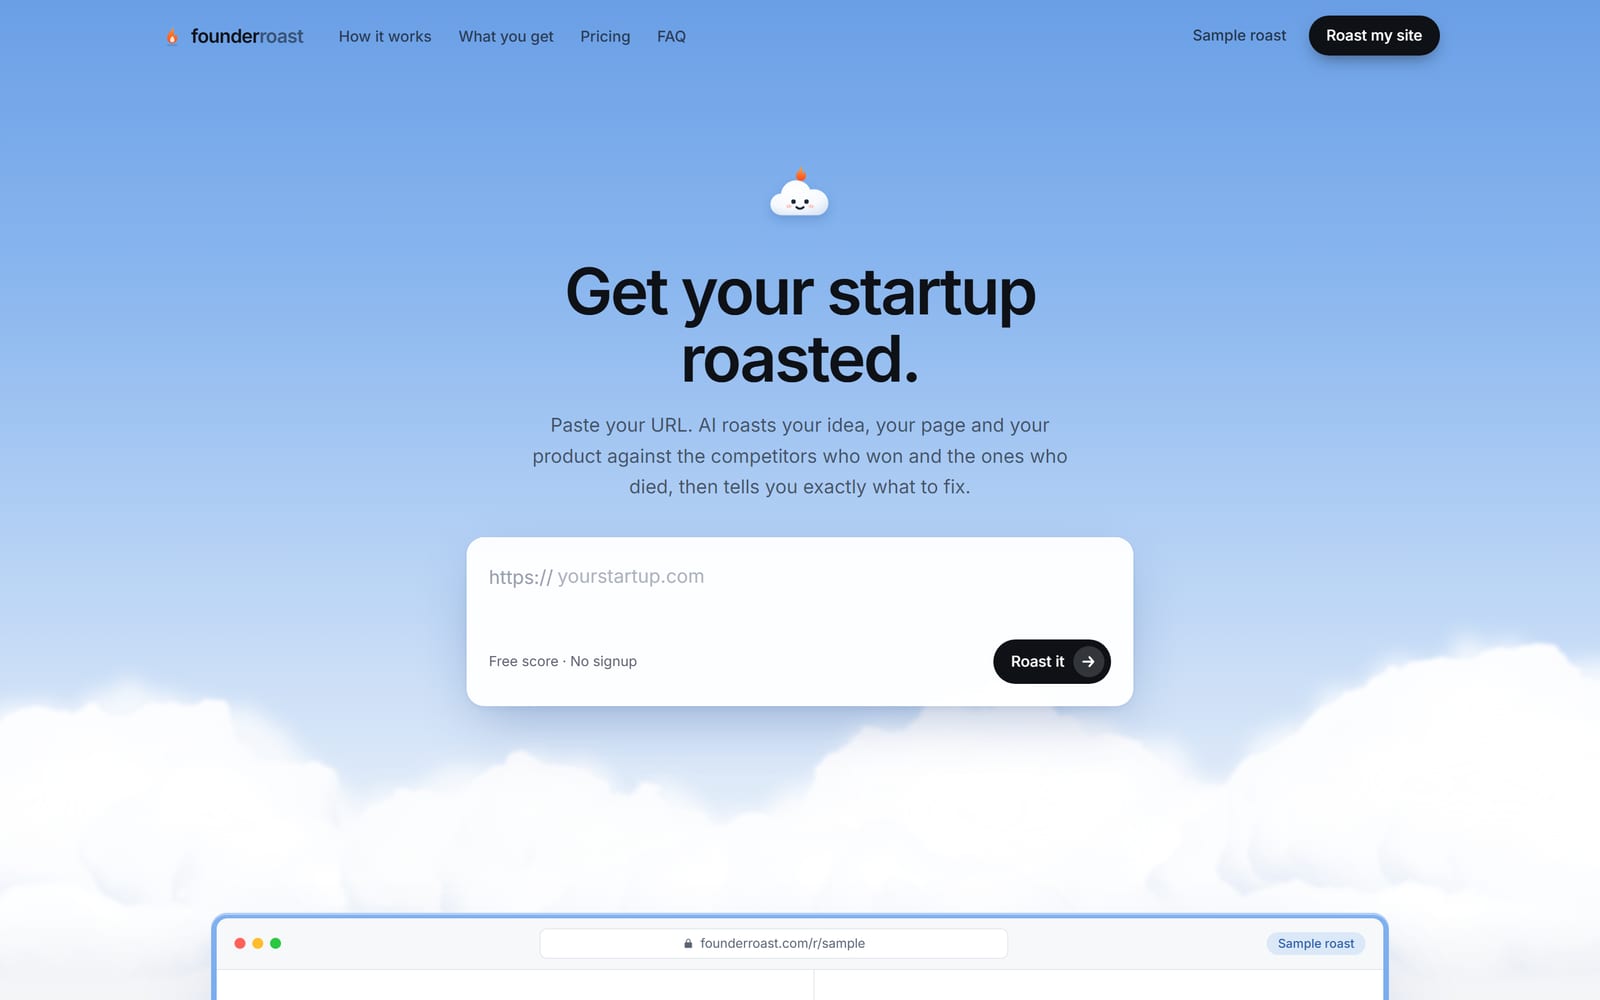 founderroast How it works What you get Pricing FAQ Sample roast Roast my site
Get your startup
roasted.
Paste your URL. AI roasts your idea, your page and your
product against the competitors who won and the ones who
died, then tells you exactly what to fix.
https:// yourstartup.com
Free score · No signup Roast it
founderroast.com/r/sample Sample roast